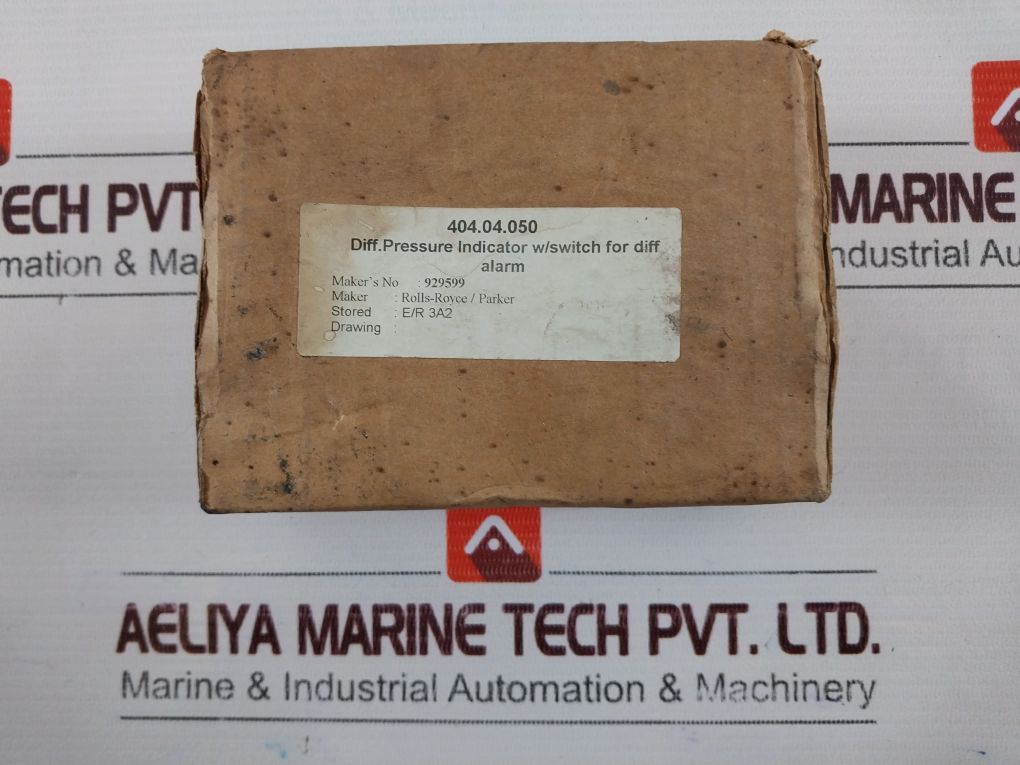 TECH PVT
mation & Ma
MARINE
ndustrial Au
404.04.050
Diff.Pressure Indicator w/switch for diff
alarm
Maker's No : 929599
Maker : Rolls-Royce / Parker
Stored : E/R 3A2
Drawing :
AELIYA MARINE TECH PVT. LTD.
Marine & Industrial Automation & Machinery